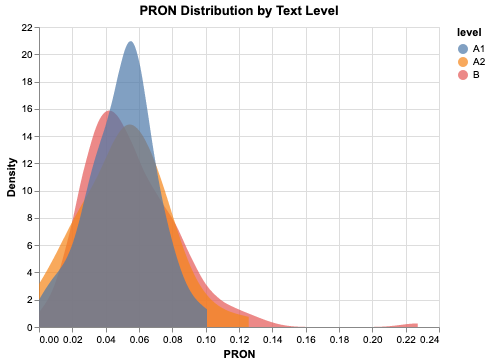 PRON Distribution by Text Level
22
20
18
16
14
12
10
8
6
4
2
0
Density
0.00 0.02 0.04 0.06 0.08 0.10 0.12 0.14 0.16 0.18 0.20 0.22 0.24
PRON
level
A1
A2
B